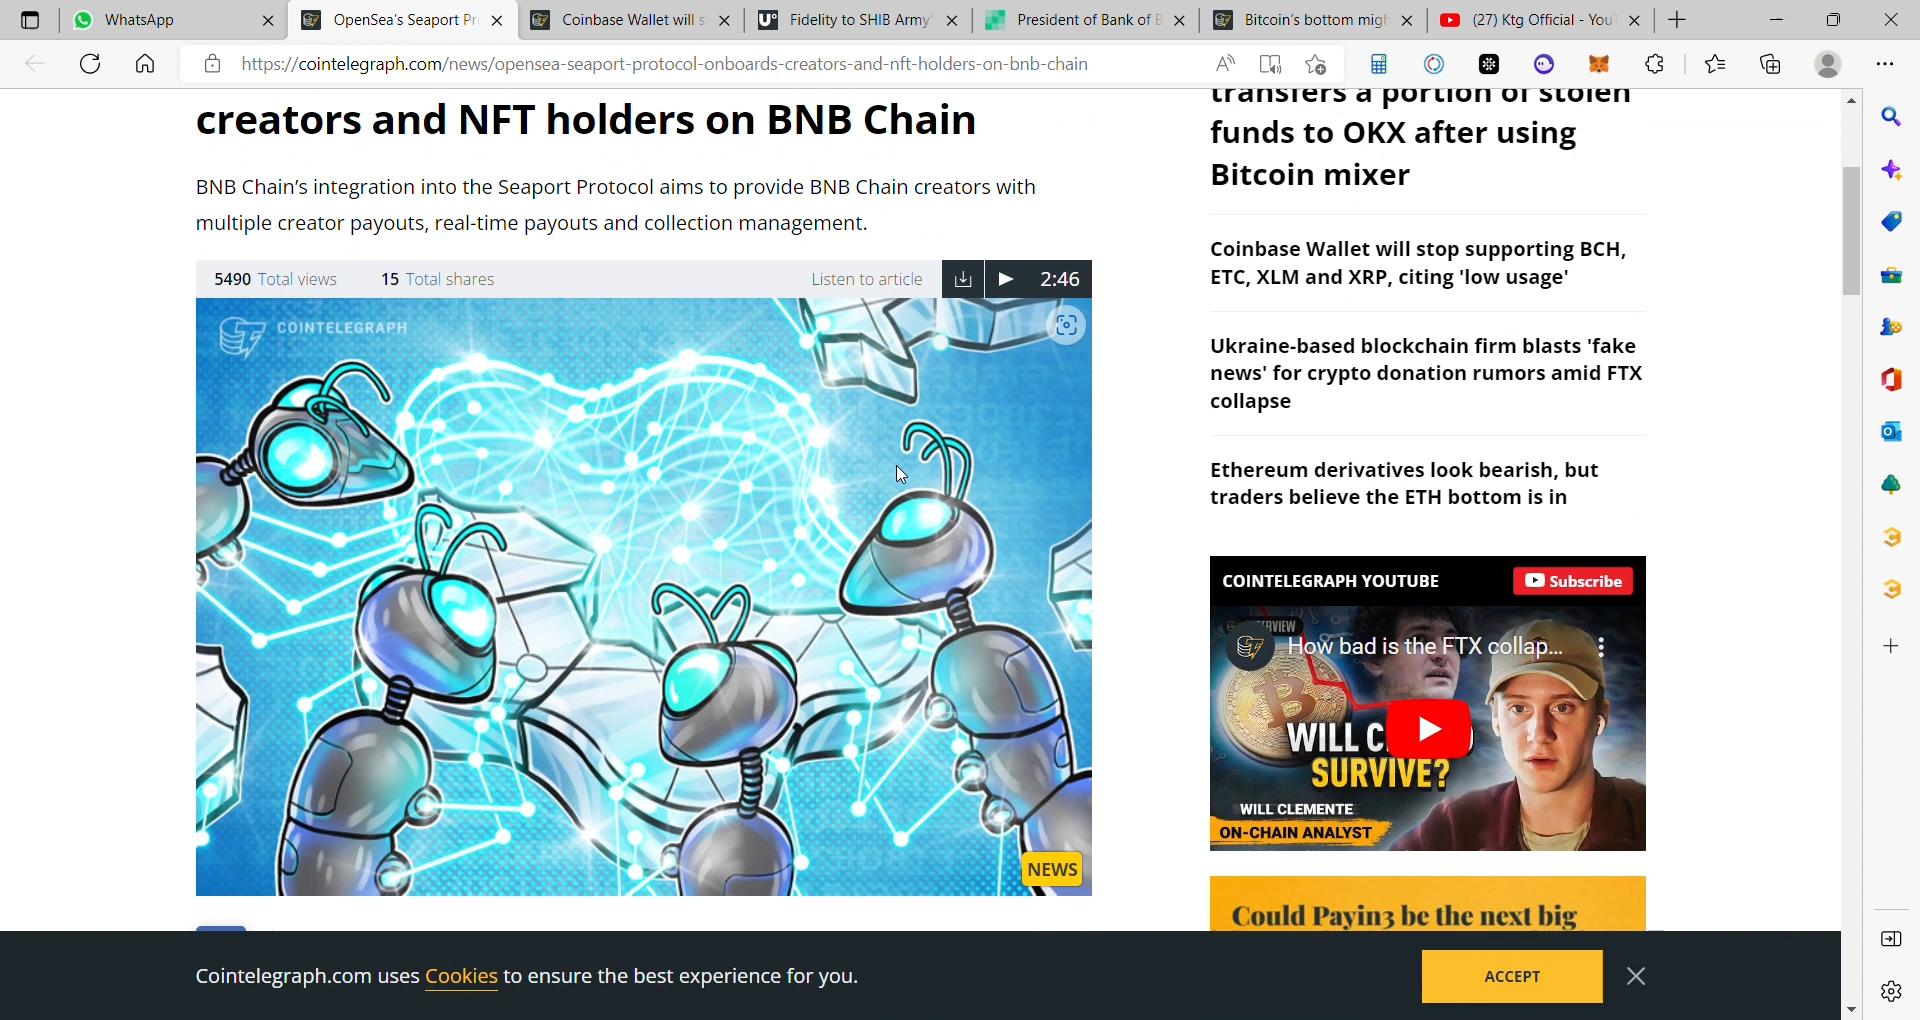 WhatsApp
OpenSea's Seaport Pr
Coinbase Wallet will s
Fidelity to SHIB Army'
President of Bank of E
Bitcoin's bottom migh
(27) Ktg Official - YouT
https://cointelegraph.com/news/opensea-seaport-protocol-onboards-creators-and-nft-holders-on-bnb-chain
creators and NFT holders on BNB Chain
BNB Chain's integration into the Seaport Protocol aims to provide BNB Chain creators with
multiple creator payouts, real-time payouts and collection management.
5490 Total views 15 Total shares Listen to article 2:46
COINTELEGRAPH
NEWS
transfers a portion of stolen
funds to OKX after using
Bitcoin mixer
Coinbase Wallet will stop supporting BCH,
ETC, XLM and XRP, citing 'low usage'
Ukraine-based blockchain firm blasts 'fake
news' for crypto donation rumors amid FTX
collapse
Ethereum derivatives look bearish, but
traders believe the ETH bottom is in
COINTELEGRAPH YOUTUBE Subscribe
How bad is the FTX collap...
WILL C
SURVIVE?
WILL CLEMENTE
ON-CHAIN ANALYST
Could Payin3 be the next big
Cointelegraph.com uses Cookies to ensure the best experience for you.
ACCEPT